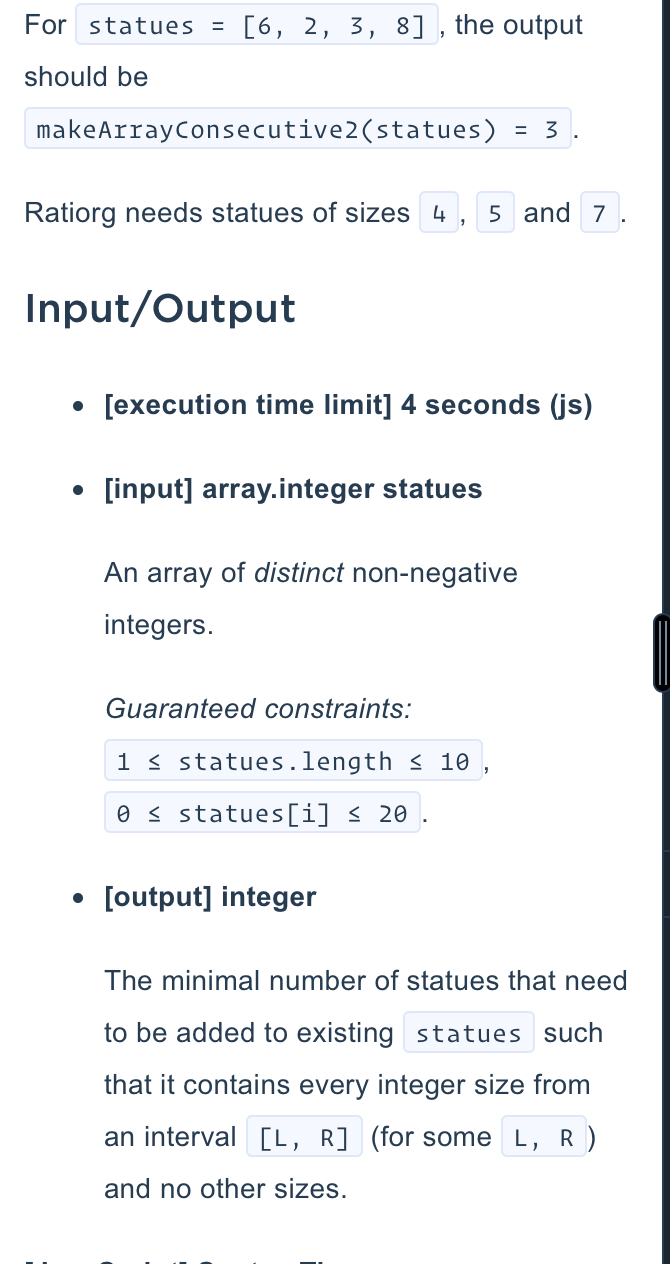 For statues = [6, 2, 3, 8], the output
should be
makeArrayConsecutive2(statues) = 3.
Ratiorg needs statues of sizes 4, 5 and 7.
Input/Output
• [execution time limit] 4 seconds (js)
• [input] array.integer statues
An array of distinct non-negative
integers.
Guaranteed constraints:
1 ≤ statues.length ≤ 10,
0 ≤ statues[i] ≤ 20.
• [output] integer
The minimal number of statues that need
to be added to existing statues such
that it contains every integer size from
an interval [L, R] (for some L, R)
and no other sizes.